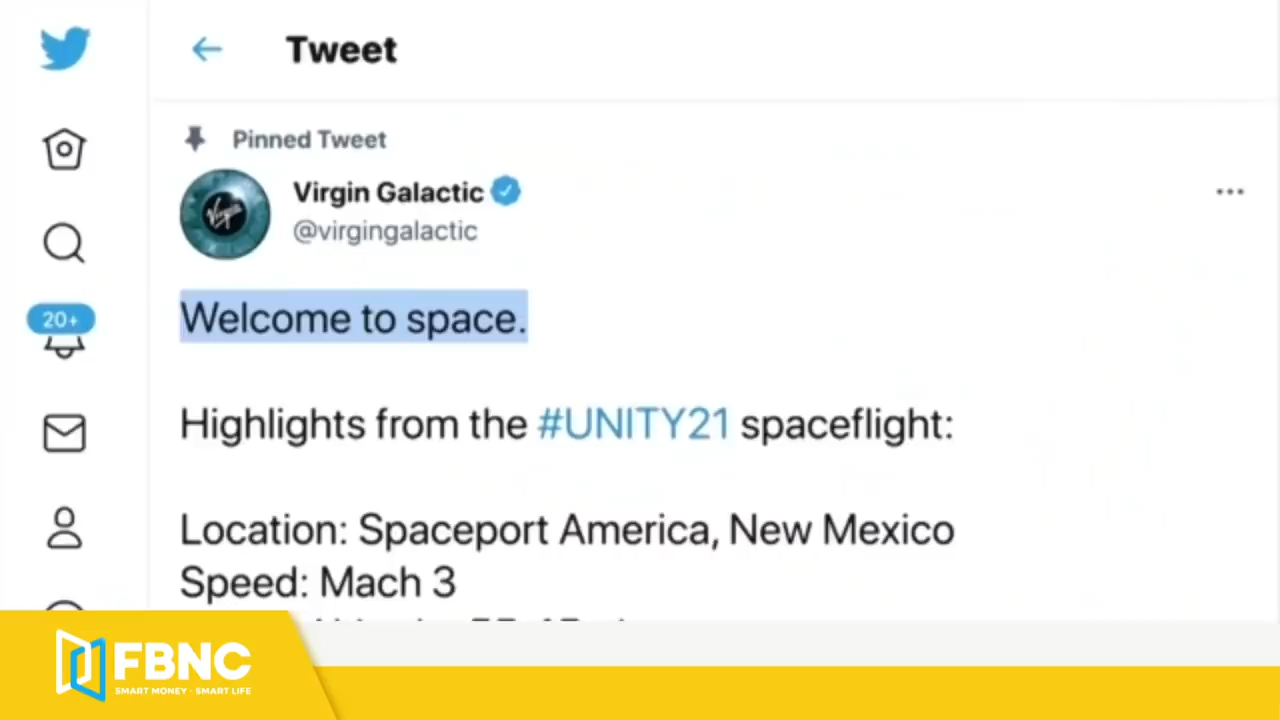 Tweet
Pinned Tweet
Virgin Galactic
Virgin
@virgingalactic
Welcome to space.
20+
Highlights from the #UNITY21 spaceflight:
Location: Spaceport America, New Mexico
Speed: Mach 3
FBNC
SMART MONEY - SMART LIFE